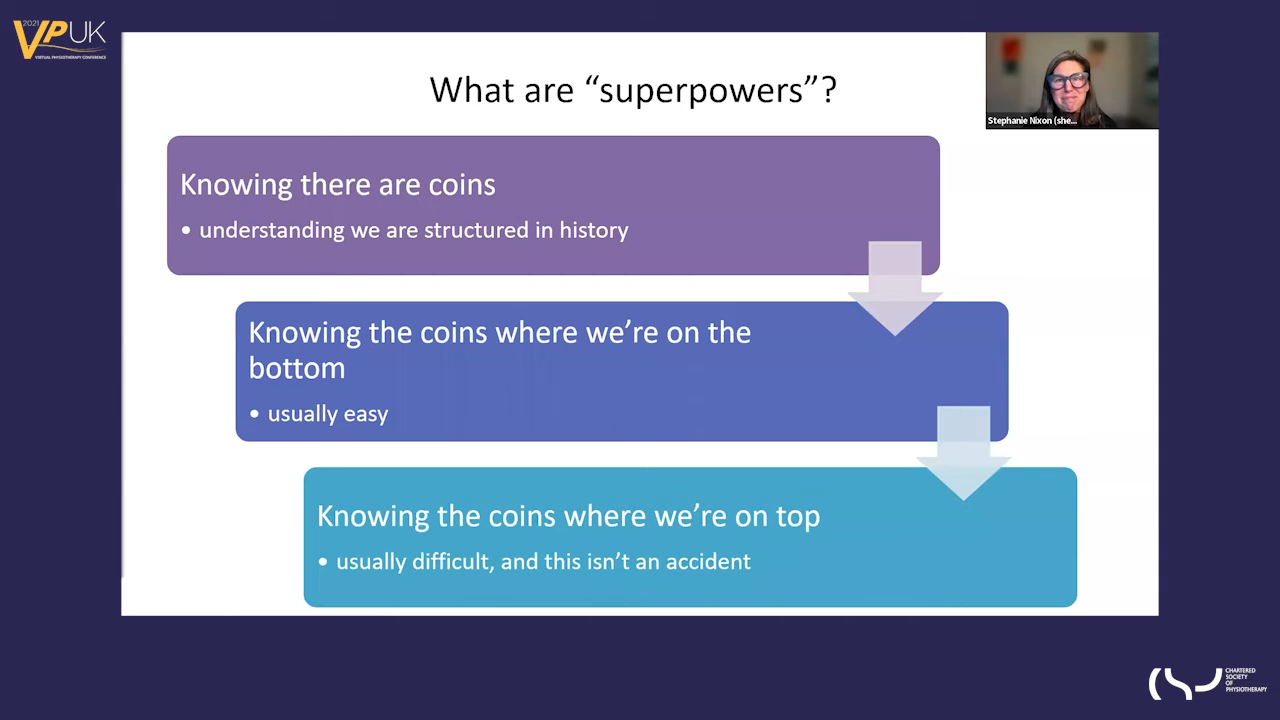 2021
VPUK
VIRTUAL PHYSIOTHERAPY CONFERENCE
What are “superpowers”?
Stephanie Nixon (she...
Knowing there are coins
• understanding we are structured in history
Knowing the coins where we’re on the
bottom
• usually easy
Knowing the coins where we’re on top
• usually difficult, and this isn’t an accident
CHARTERED
SOCIETY
OF
PHYSIOTHERAPY